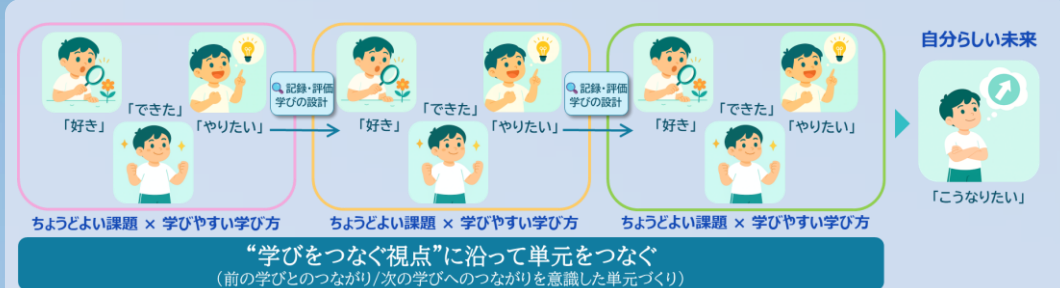 「好き」
「できた」
「やりたい」
ちょうどよい課題 × 学びやすい学び方
記録・評価
学びの設計
「好き」
「できた」
「やりたい」
ちょうどよい課題 × 学びやすい学び方
記録・評価
学びの設計
「好き」
「できた」
「やりたい」
ちょうどよい課題 × 学びやすい学び方
自分らしい未来
「こうなりたい」
“学びをつなぐ視点”に沿って単元をつなぐ
（前の学びとのつながり/次の学びへのつながりを意識した単元づくり）